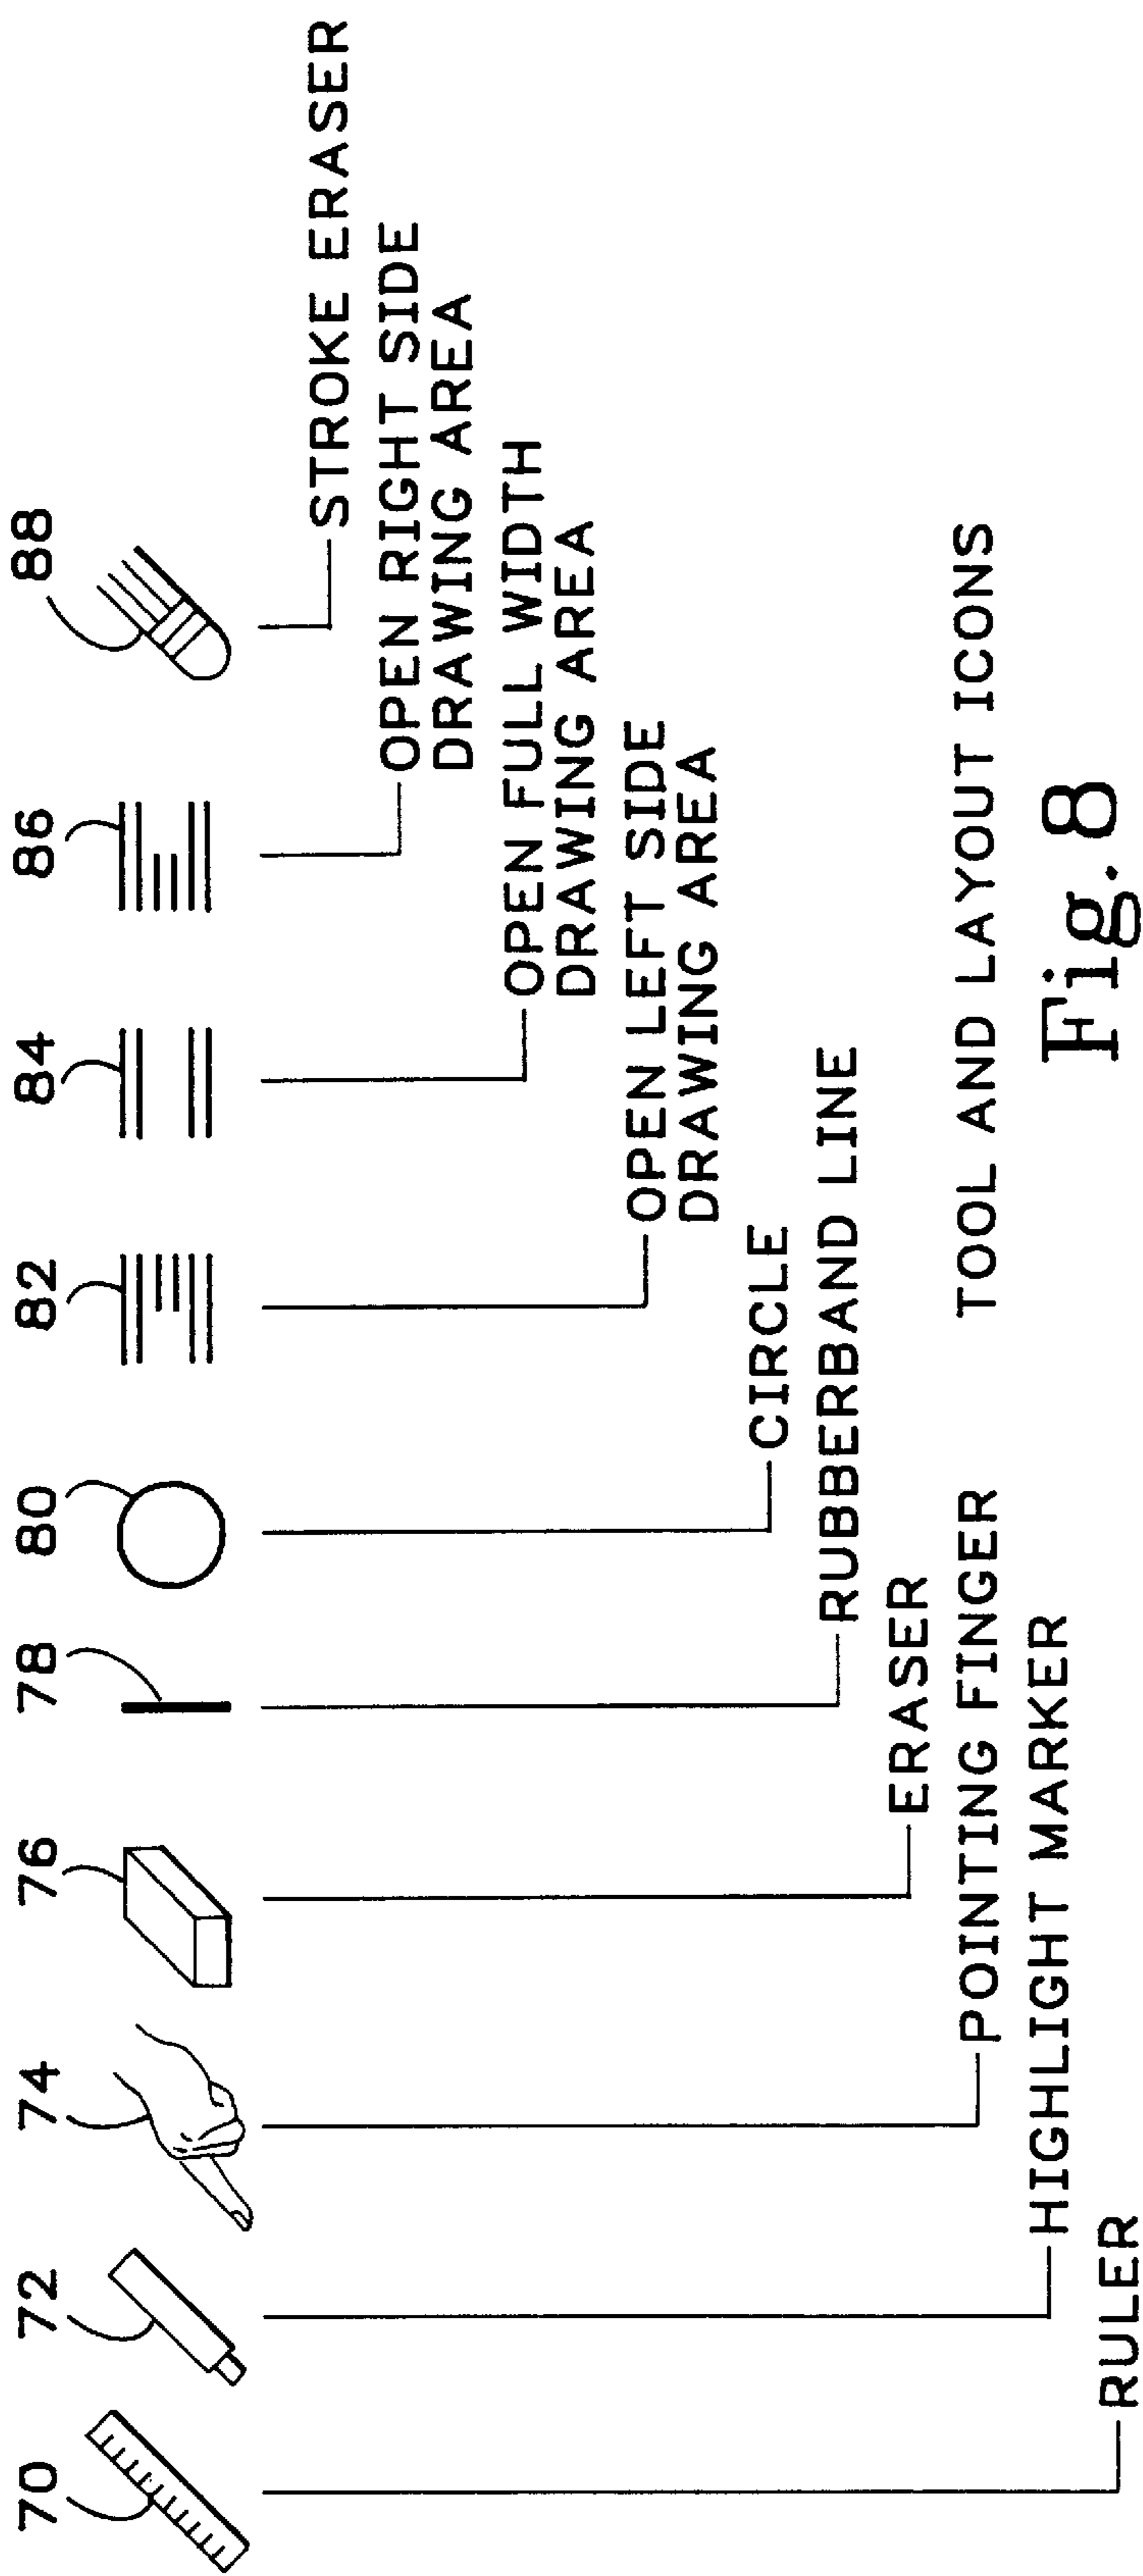 70
72
74
76
78
80
82
84
86
88
STROKE ERASER
OPEN RIGHT SIDE
DRAWING AREA
OPEN FULL WIDTH
DRAWING AREA
OPEN LEFT SIDE
DRAWING AREA
CIRCLE
RUBBERBAND LINE
ERASER
POINTING FINGER
HIGHLIGHT MARKER
RULER
TOOL AND LAYOUT ICONS
Fig. 8